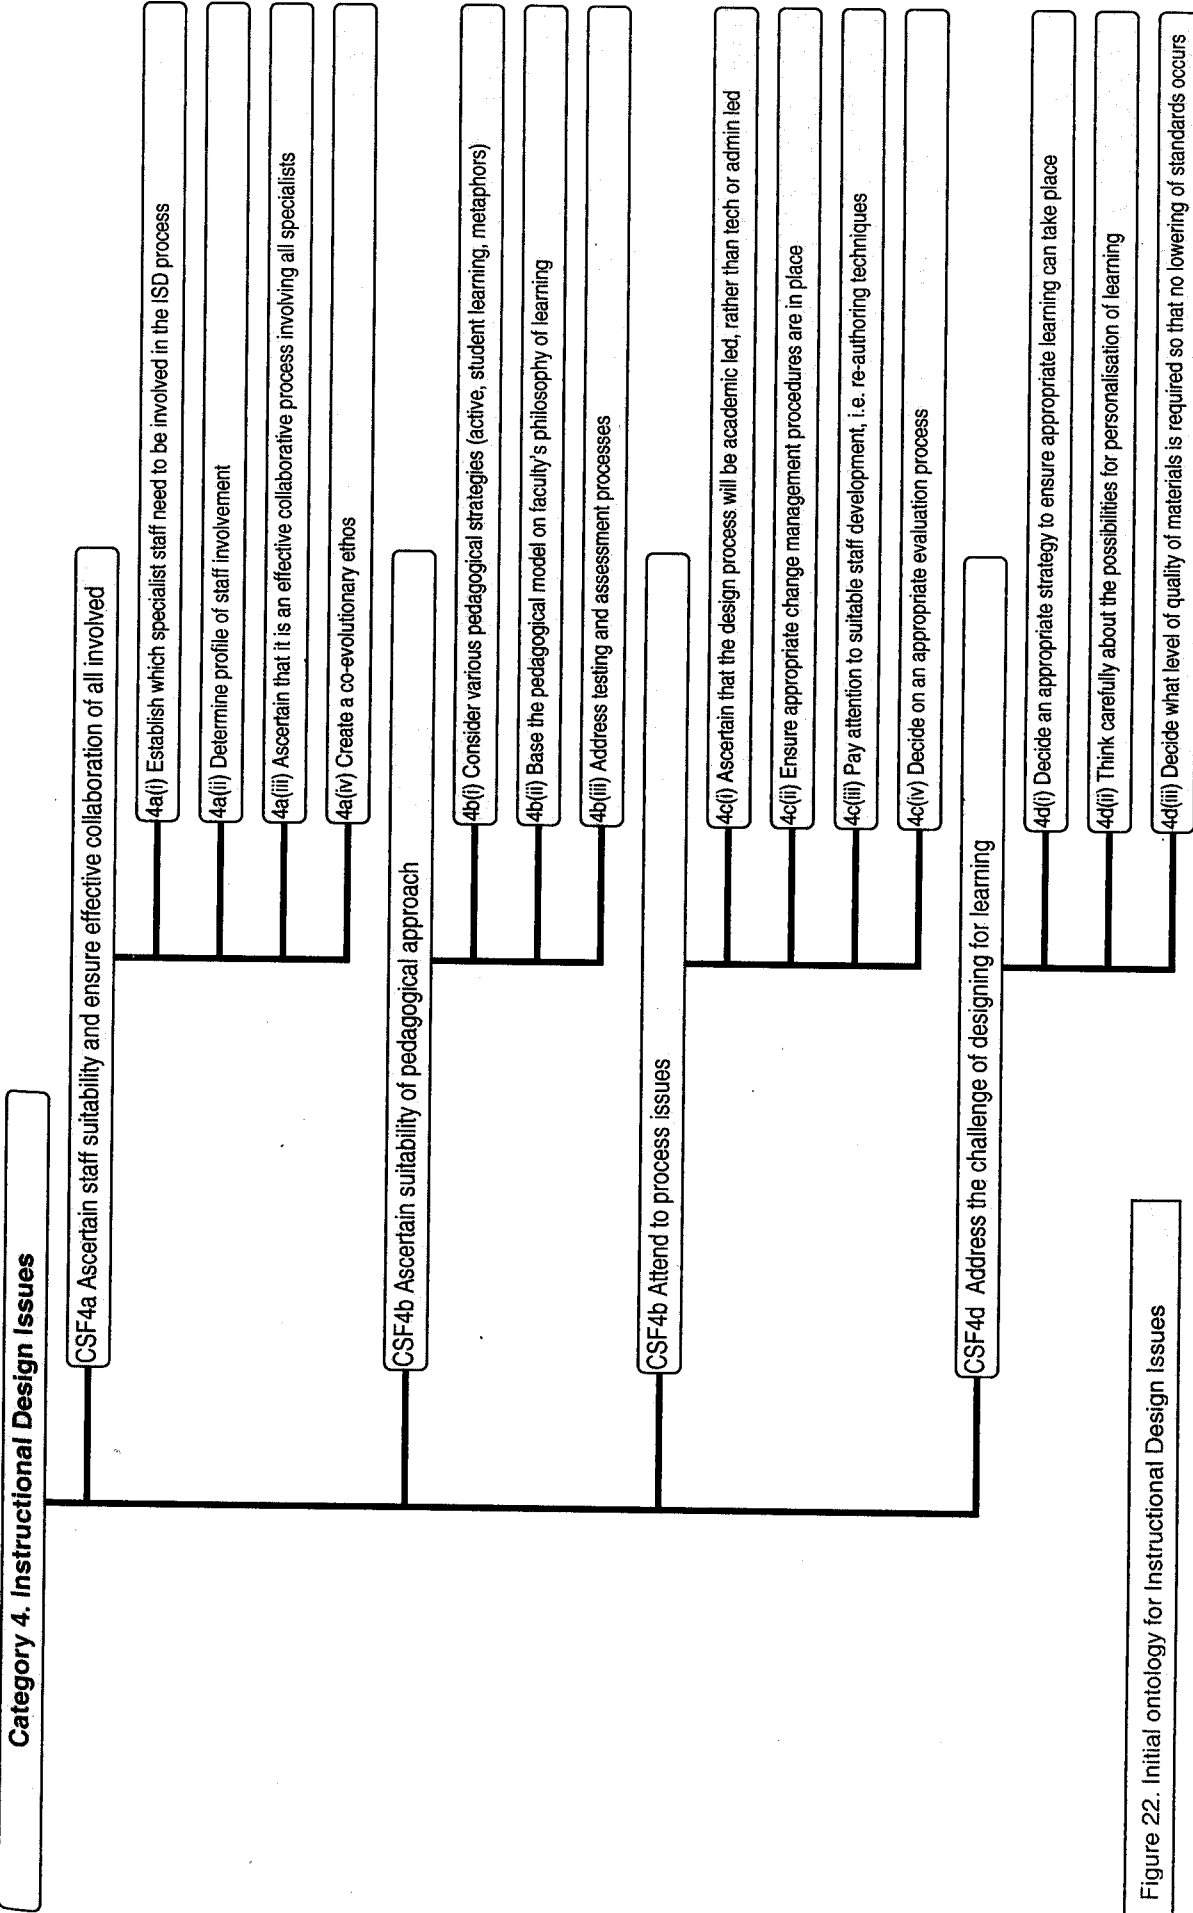 Category 4. Instructional Design Issues
CSF4a Ascertain staff suitability and ensure effective collaboration of all involved
4a(i) Establish which specialist staff need to be involved in the ISD process
4a(ii) Determine profile of staff involvement
4a(iii) Ascertain that it is an effective collaborative process involving all specialists
4a(iv) Create a co-evolutionary ethos
CSF4b Ascertain suitability of pedagogical approach
4b(i) Consider various pedagogical strategies (active, student learning, metaphors)
4b(ii) Base the pedagogical model on faculty's philosophy of learning
4b(iii) Address testing and assessment processes
CSF4b Attend to process issues
4c(i) Ascertain that the design process will be academic led, rather than tech or admin led
4c(ii) Ensure appropriate change management procedures are in place
4c(iii) Pay attention to suitable staff development, i.e. re-authoring techniques
4c(iv) Decide on an appropriate evaluation process
CSF4d Address the challenge of designing for learning
4d(i) Decide an appropriate strategy to ensure appropriate learning can take place
4d(ii) Think carefully about the possibilities for personalisation of learning
4d(iii) Decide what level of quality of materials is required so that no lowering of standards occurs
Figure 22. Initial ontology for Instructional Design Issues